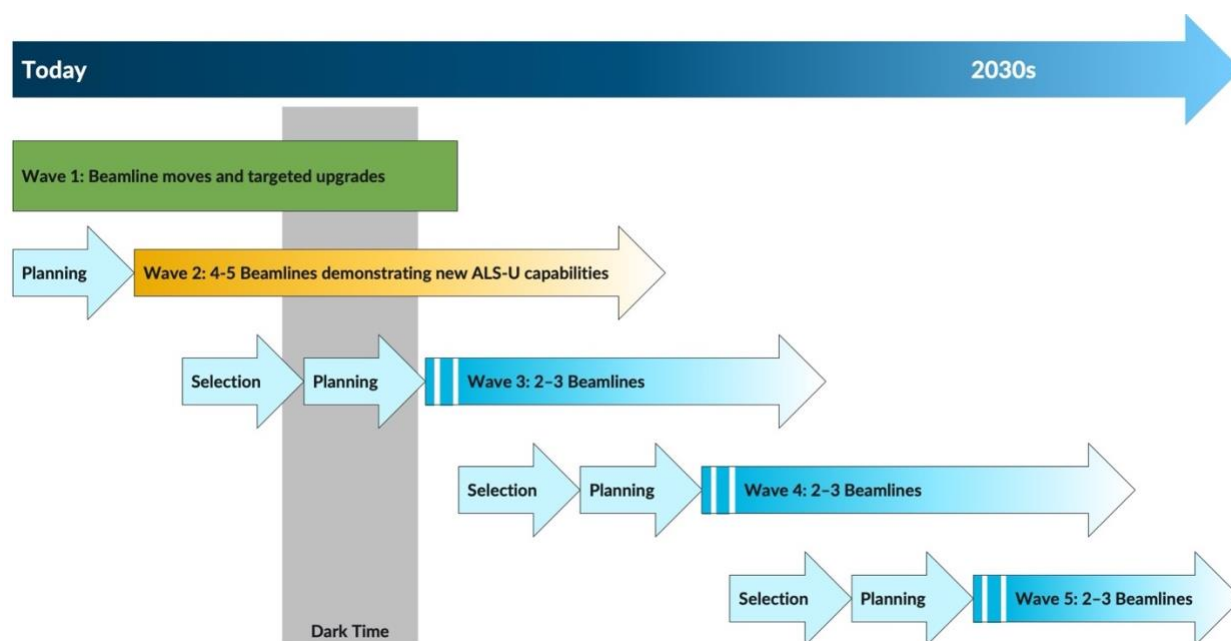 Today
2030s
Wave 1: Beamline moves and targeted upgrades
Planning
Wave 2: 4-5 Beamlines demonstrating new ALS-U capabilities
Selection
Planning
Wave 3: 2–3 Beamlines
Selection
Planning
Wave 4: 2–3 Beamlines
Selection
Planning
Wave 5: 2–3 Beamlines
Dark Time